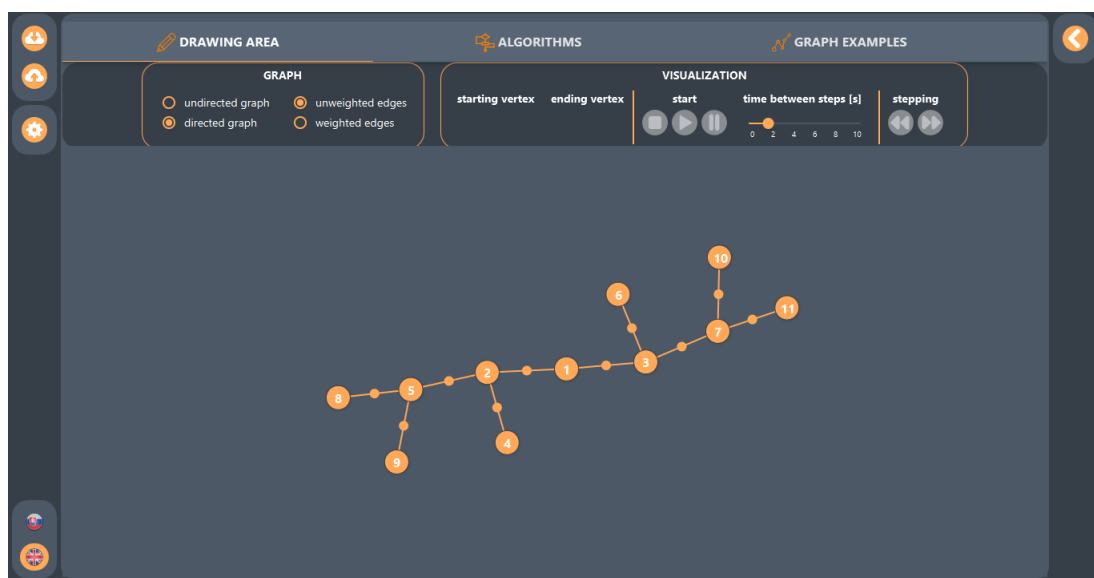 DRAWING AREA
ALGORITHMS
GRAPH EXAMPLES
GRAPH
undirected graph
unweighted edges
directed graph
weighted edges
VISUALIZATION
starting vertex
ending vertex
start
time between steps [s]
stepping
0 2 4 6 8 10
10
6
11
7
3
1
2
5
8
4
9